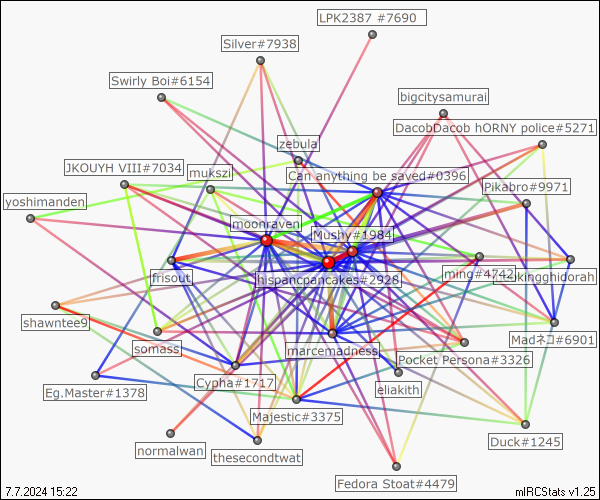 LPK2387 #7690
Silver#7938
Swirly Boi#6154
bigcitysamurai
DacobDacob hORNY police#5271
zebula
JKOUYH VIII#7034
mukszi
Can anything be saved#0396
Pikabro#9971
yoshimanden
moonraven
Mushy#1984
frisout
hispancpancakes#2928
ming#4742
kingghidorah
shawntee9
somass
marcemadness
Madネコ#6901
Pocket Persona#3326
Cypha#1717
eliakith
Eg.Master#1378
Majestic#3375
normalwan
thesecondtwat
Duck#1245
Fedora Stoat#4479
7.7.2024 15:22
mIRCStats v1.25